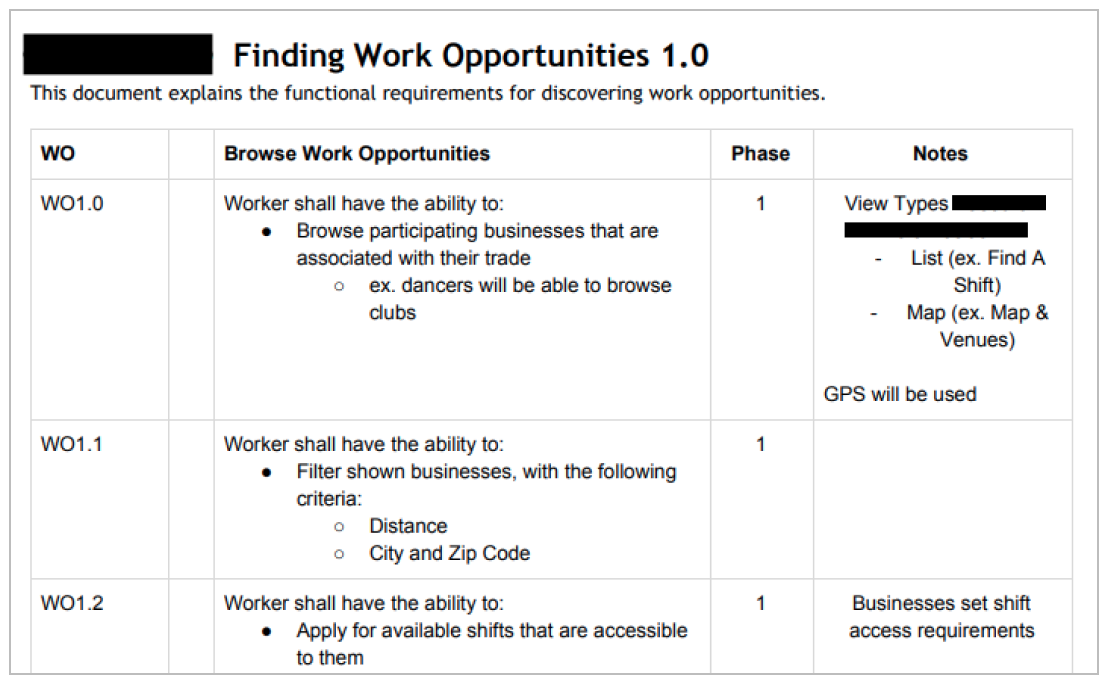 Finding Work Opportunities 1.0
This document explains the functional requirements for discovering work opportunities.
WO
Browse Work Opportunities
Phase
Notes
WO1.0
Worker shall have the ability to:
● Browse participating businesses that are
associated with their trade
○ ex. dancers will be able to browse
clubs
1
View Types
- List (ex. Find A
Shift)
- Map (ex. Map &
Venues)
GPS will be used
WO1.1
Worker shall have the ability to:
● Filter shown businesses, with the following
criteria:
○ Distance
○ City and Zip Code
1
WO1.2
Worker shall have the ability to:
● Apply for available shifts that are accessible
to them
1
Businesses set shift
access requirements